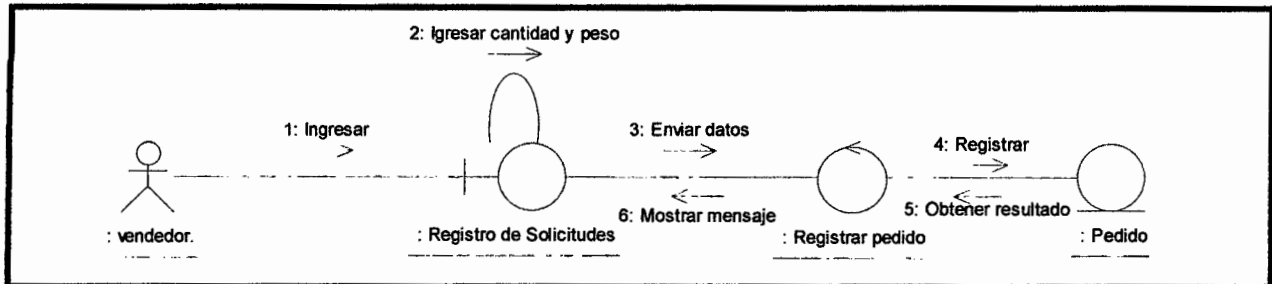 2: Igresar cantidad y peso
1: Ingresar
3: Enviar datos
4: Registrar
6: Mostrar mensaje
5: Obtener resultado
: vendedor.
: Registro de Solicitudes
: Registrar pedido
: Pedido